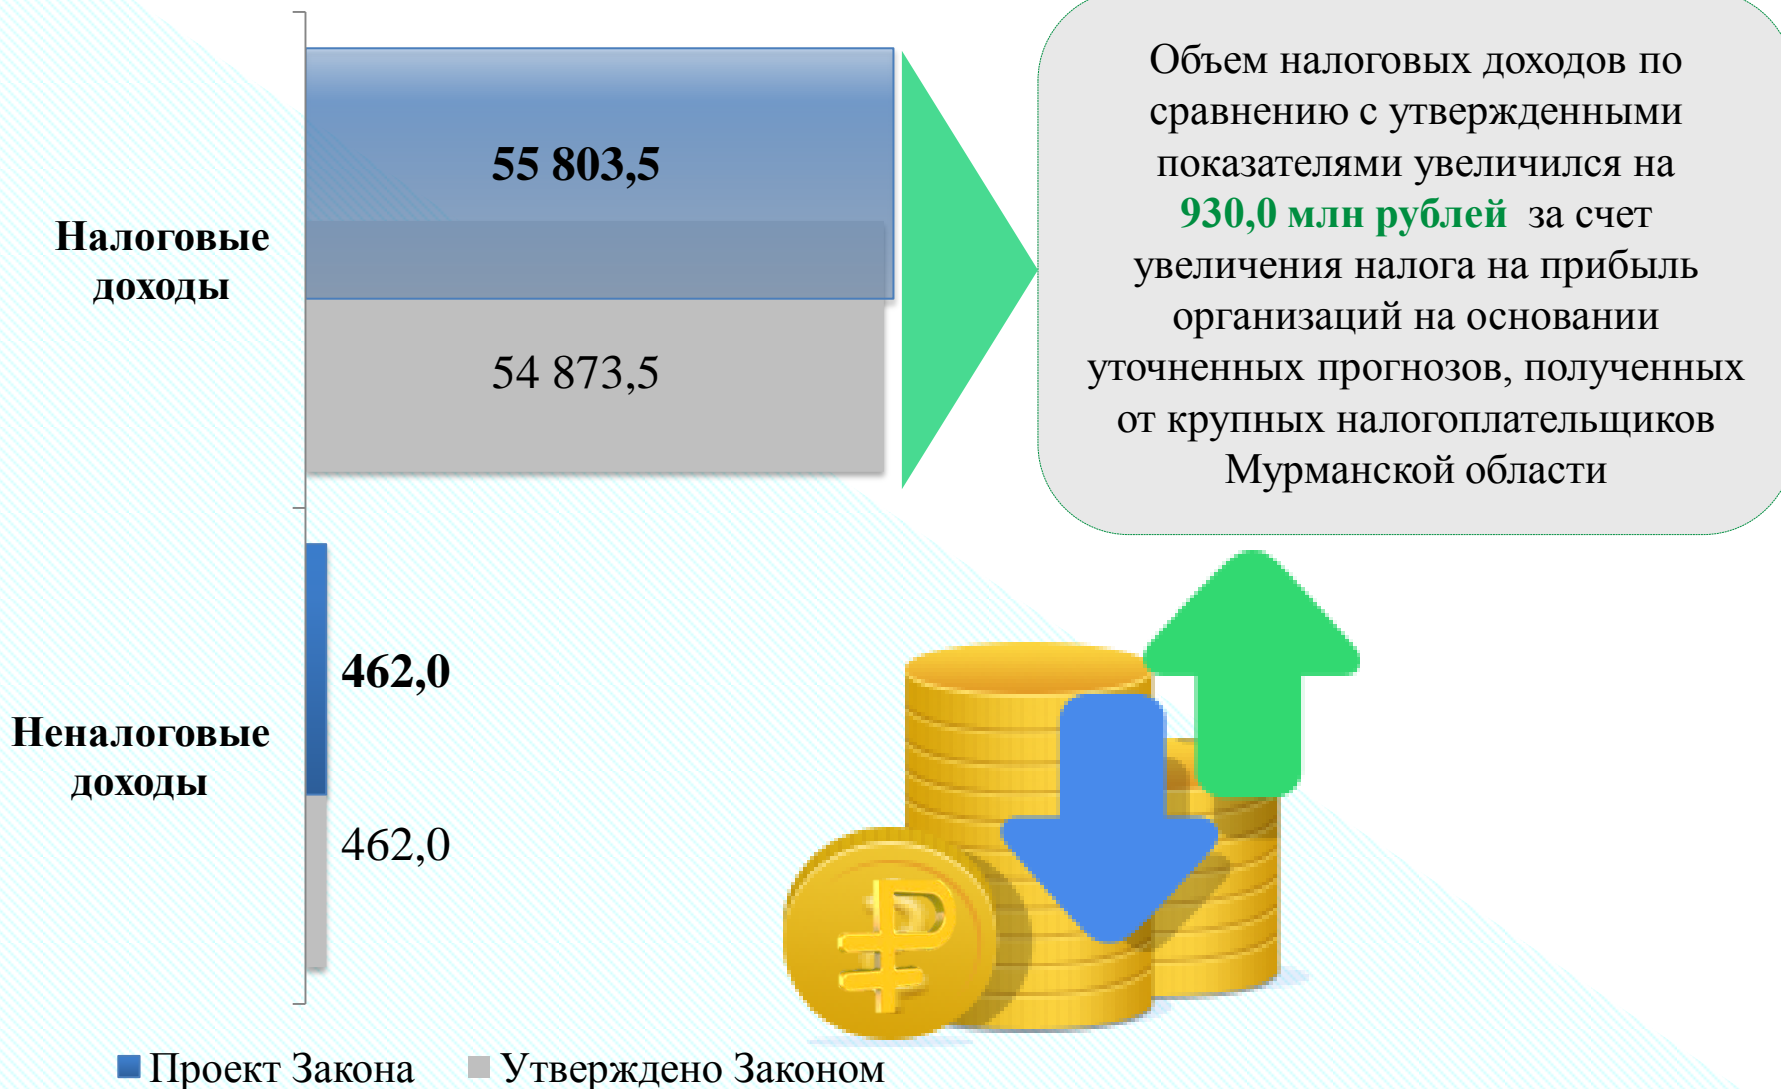 Налоговые
доходы
55 803,5
54 873,5
Объем налоговых доходов по
сравнению с утвержденными
показателями увеличился на
930,0 млн рублей за счет
увеличения налога на прибыль
организаций на основании
уточненных прогнозов, полученных
от крупных налогоплательщиков
Мурманской области
Неналоговые
доходы
462,0
462,0
Проект Закона
Утверждено Законом